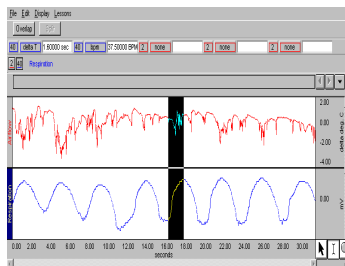 File Edit Display Lessons
Overlap Edit
40 delta T 1.60000 sec 40 bpm 37.50000 BPM 2 none 2 none 2 none
2 40 Respiration
2.00
0.00
-2.00
-4.00
delta deg. C
Airflow
0.00
mV
Respiration
0.00 2.00 4.00 6.00 8.00 10.00 12.00 14.00 16.00 18.00 20.00 22.00 24.00 26.00 28.00 30.00
seconds